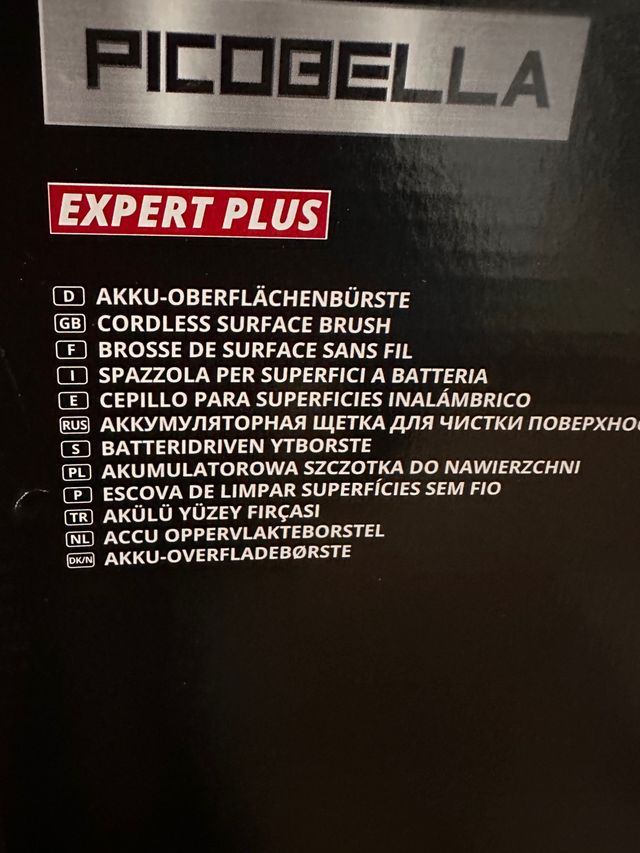 PICOBELLA
EXPERT PLUS
D AKKU-OBERFLÄCHENBÜRSTE
GB CORDLESS SURFACE BRUSH
F BROSSE DE SURFACE SANS FIL
I SPAZZOLA PER SUPERFICI A BATTERIA
E CEPILLO PARA SUPERFICIES INALÁMBRICO
RUS АККУМУЛЯТОРНАЯ ЩЕТКА ДЛЯ ЧИСТКИ
S BATTERIDRIVEN YTBORSTE
PL AKUMULATOROWA SZCZOTKA DO NAWIERZCHNI
P ESCOVA DE LIMPAR SUPERFÍCIES SEM FIO
TR AKÜLÜ YÜZEY FIRÇASI
NL ACCU OPPERVLAKTEBORSTEL
DK/N AKKU-OVERFLADEBØRSTE